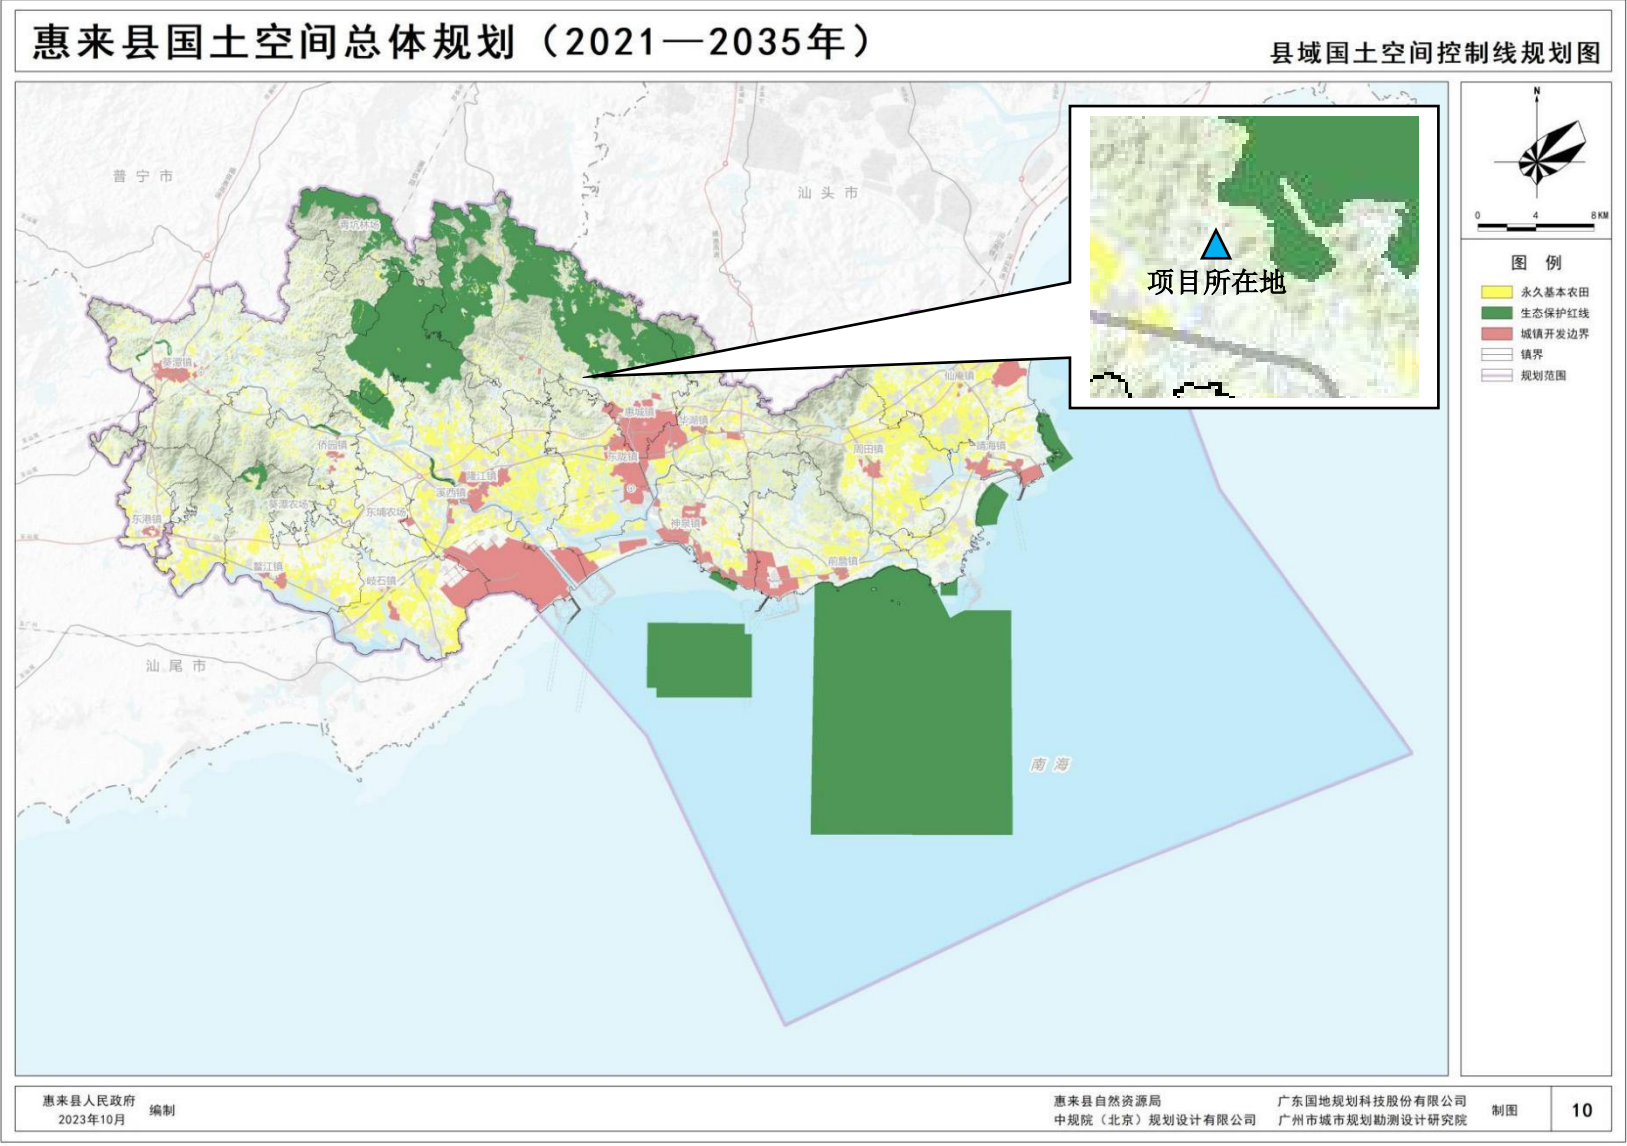 惠来县国土空间总体规划（2021—2035年）
县域国土空间控制线规划图
普宁市
汕头市
汕尾市
南海
青坑林场
葵潭镇
侨园镇
葵潭农场
东港镇
鳌江镇
岐石镇
东埔农场
溪西镇
隆江镇
惠城镇
华湖镇
东陇镇
神泉镇
周田镇
仙庵镇
靖海镇
前詹镇
项目所在地
N
0 4 8 KM
图 例
永久基本农田
生态保护红线
城镇开发边界
镇界
规划范围
惠来县人民政府
2023年10月
编制
惠来县自然资源局
中规院（北京）规划设计有限公司
广东国地规划科技股份有限公司
广州市城市规划勘测设计研究院
制图
10